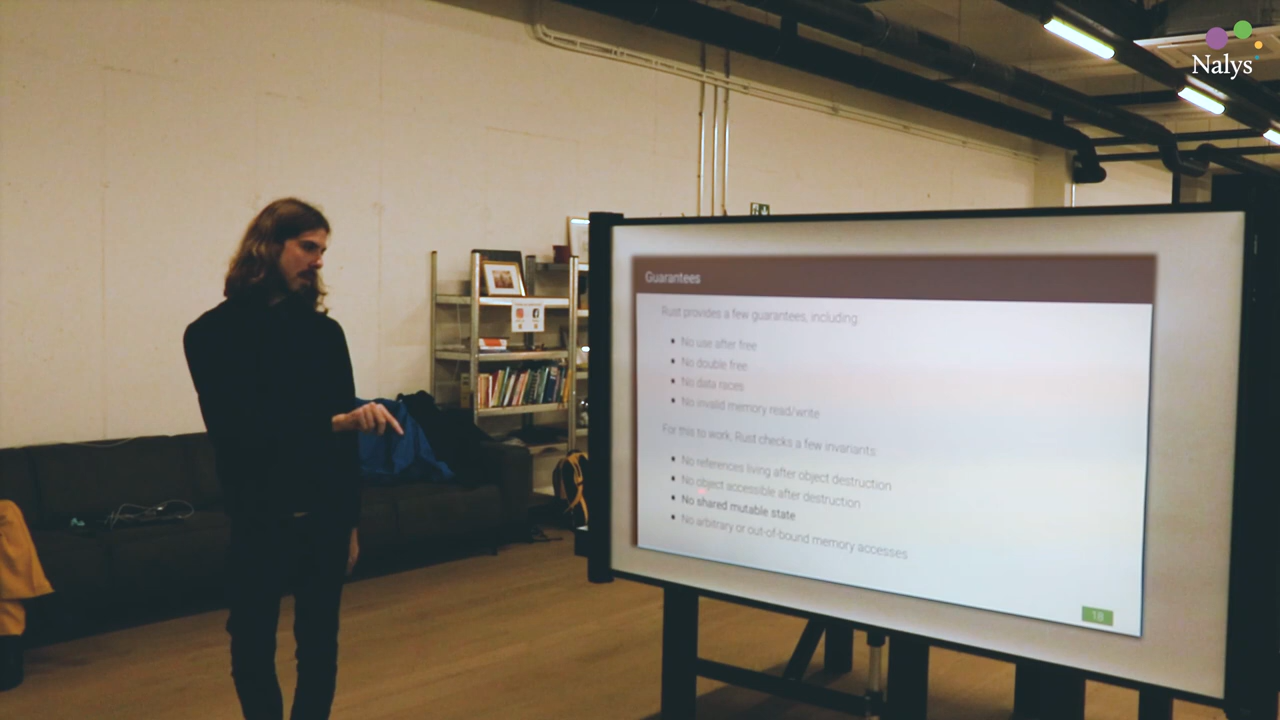 Nalys
Guarantees
Rust provides a few guarantees, including:
No use after free
No double free
No data races
No invalid memory read/write
For this to work, Rust checks a few invariants:
No references living after object destruction
No object accessible after destruction
No shared mutable state
No arbitrary or out-of-bound memory accesses
18